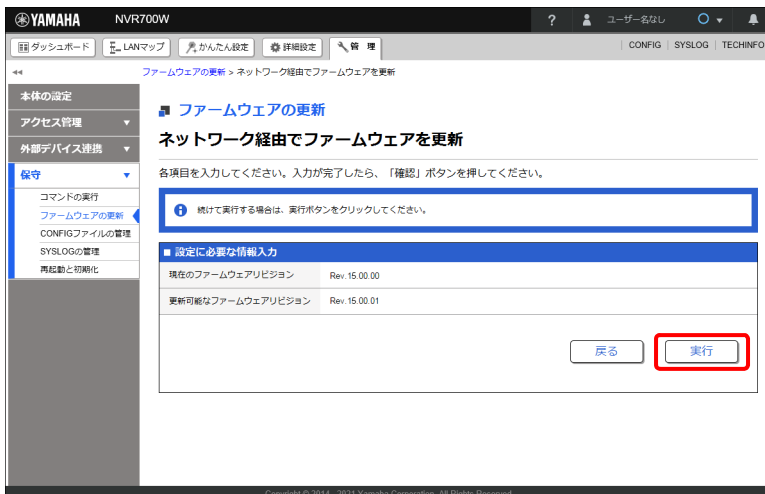 YAMAHA NVR700W ? ユーザー名なし
ダッシュボード LANマップ かんたん設定 詳細設定 管 理 CONFIG SYSLOG TECHINFO
ファームウェアの更新 > ネットワーク経由でファームウェアを更新
本体の設定
アクセス管理
外部デバイス連携
保守
コマンドの実行
ファームウェアの更新
CONFIGファイルの管理
SYSLOGの管理
再起動と初期化
ファームウェアの更新
ネットワーク経由でファームウェアを更新
各項目を入力してください。入力が完了したら、「確認」ボタンを押してください。
続けて実行する場合は、実行ボタンをクリックしてください。
設定に必要な情報入力
現在のファームウェアリビジョン Rev.15.00.00
更新可能なファームウェアリビジョン Rev.15.00.01
戻る 実行
Copyright © 2014 - 2021 Yamaha Corporation. All Rights Reserved.